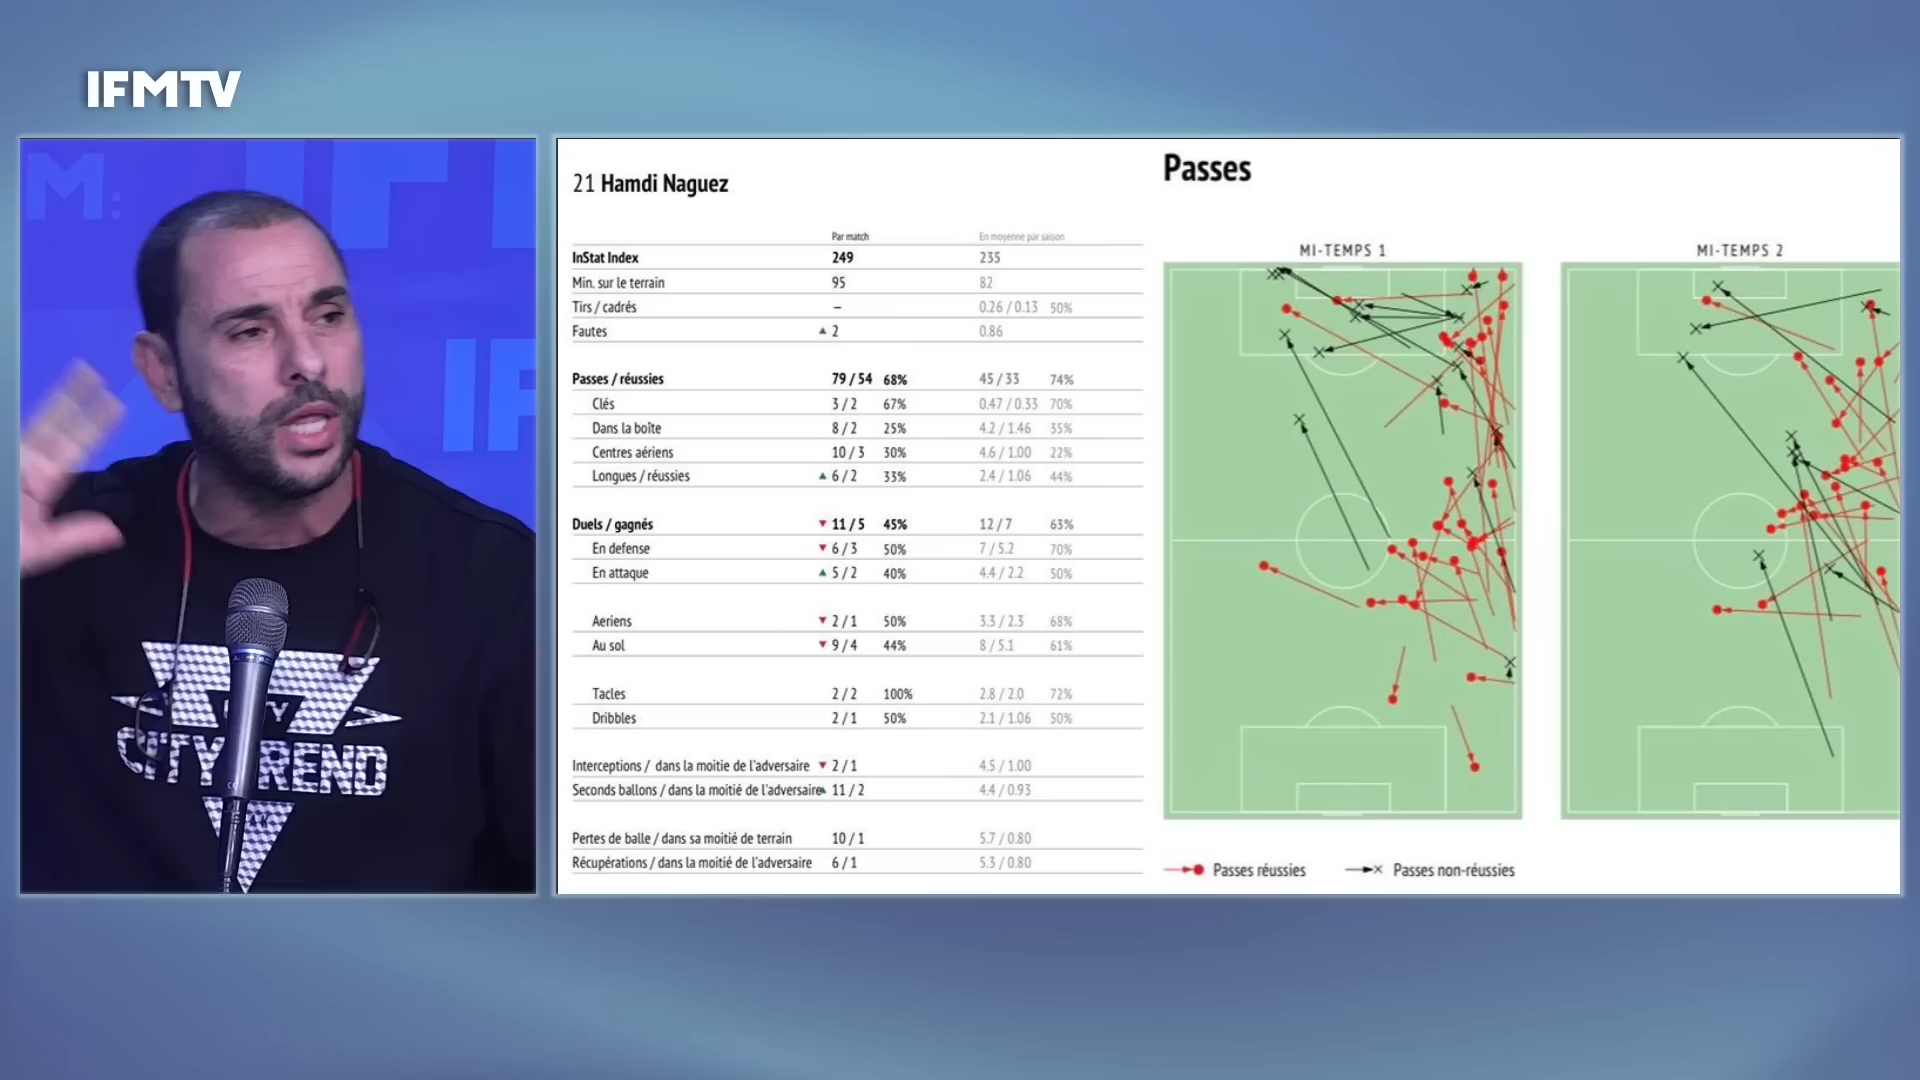 IFMTV
M:
IF
IF
CITY TREND
21 Hamdi Naguez
Par match En moyenne par saison
InStat Index 249 235
Min. sur le terrain 95 82
Tirs / cadrés – 0.26 / 0.13 50%
Fautes ▲ 2 0.86
Passes / réussies 79 / 54 68% 45 / 33 74%
Clés 3 / 2 67% 0.47 / 0.33 70%
Dans la boîte 8 / 2 25% 4.2 / 1.46 35%
Centres aériens 10 / 3 30% 4.6 / 1.00 22%
Longues / réussies ▲ 6 / 2 33% 2.4 / 1.06 44%
Duels / gagnés ▼ 11 / 5 45% 12 / 7 63%
En defense ▼ 6 / 3 50% 7 / 5.2 70%
En attaque ▲ 5 / 2 40% 4.4 / 2.2 50%
Aeriens ▼ 2 / 1 50% 3.3 / 2.3 68%
Au sol ▼ 9 / 4 44% 8 / 5.1 61%
Tacles 2 / 2 100% 2.8 / 2.0 72%
Dribbles 2 / 1 50% 2.1 / 1.06 50%
Interceptions / dans la moitie de l'adversaire ▼ 2 / 1 4.5 / 1.00
Seconds ballons / dans la moitié de l'adversaire ▲ 11 / 2 4.4 / 0.93
Pertes de balle / dans sa moitié de terrain 10 / 1 5.7 / 0.80
Récupérations / dans la moitié de l'adversaire 6 / 1 5.3 / 0.80
Passes
MI-TEMPS 1 MI-TEMPS 2
Passes réussies Passes non-réussies